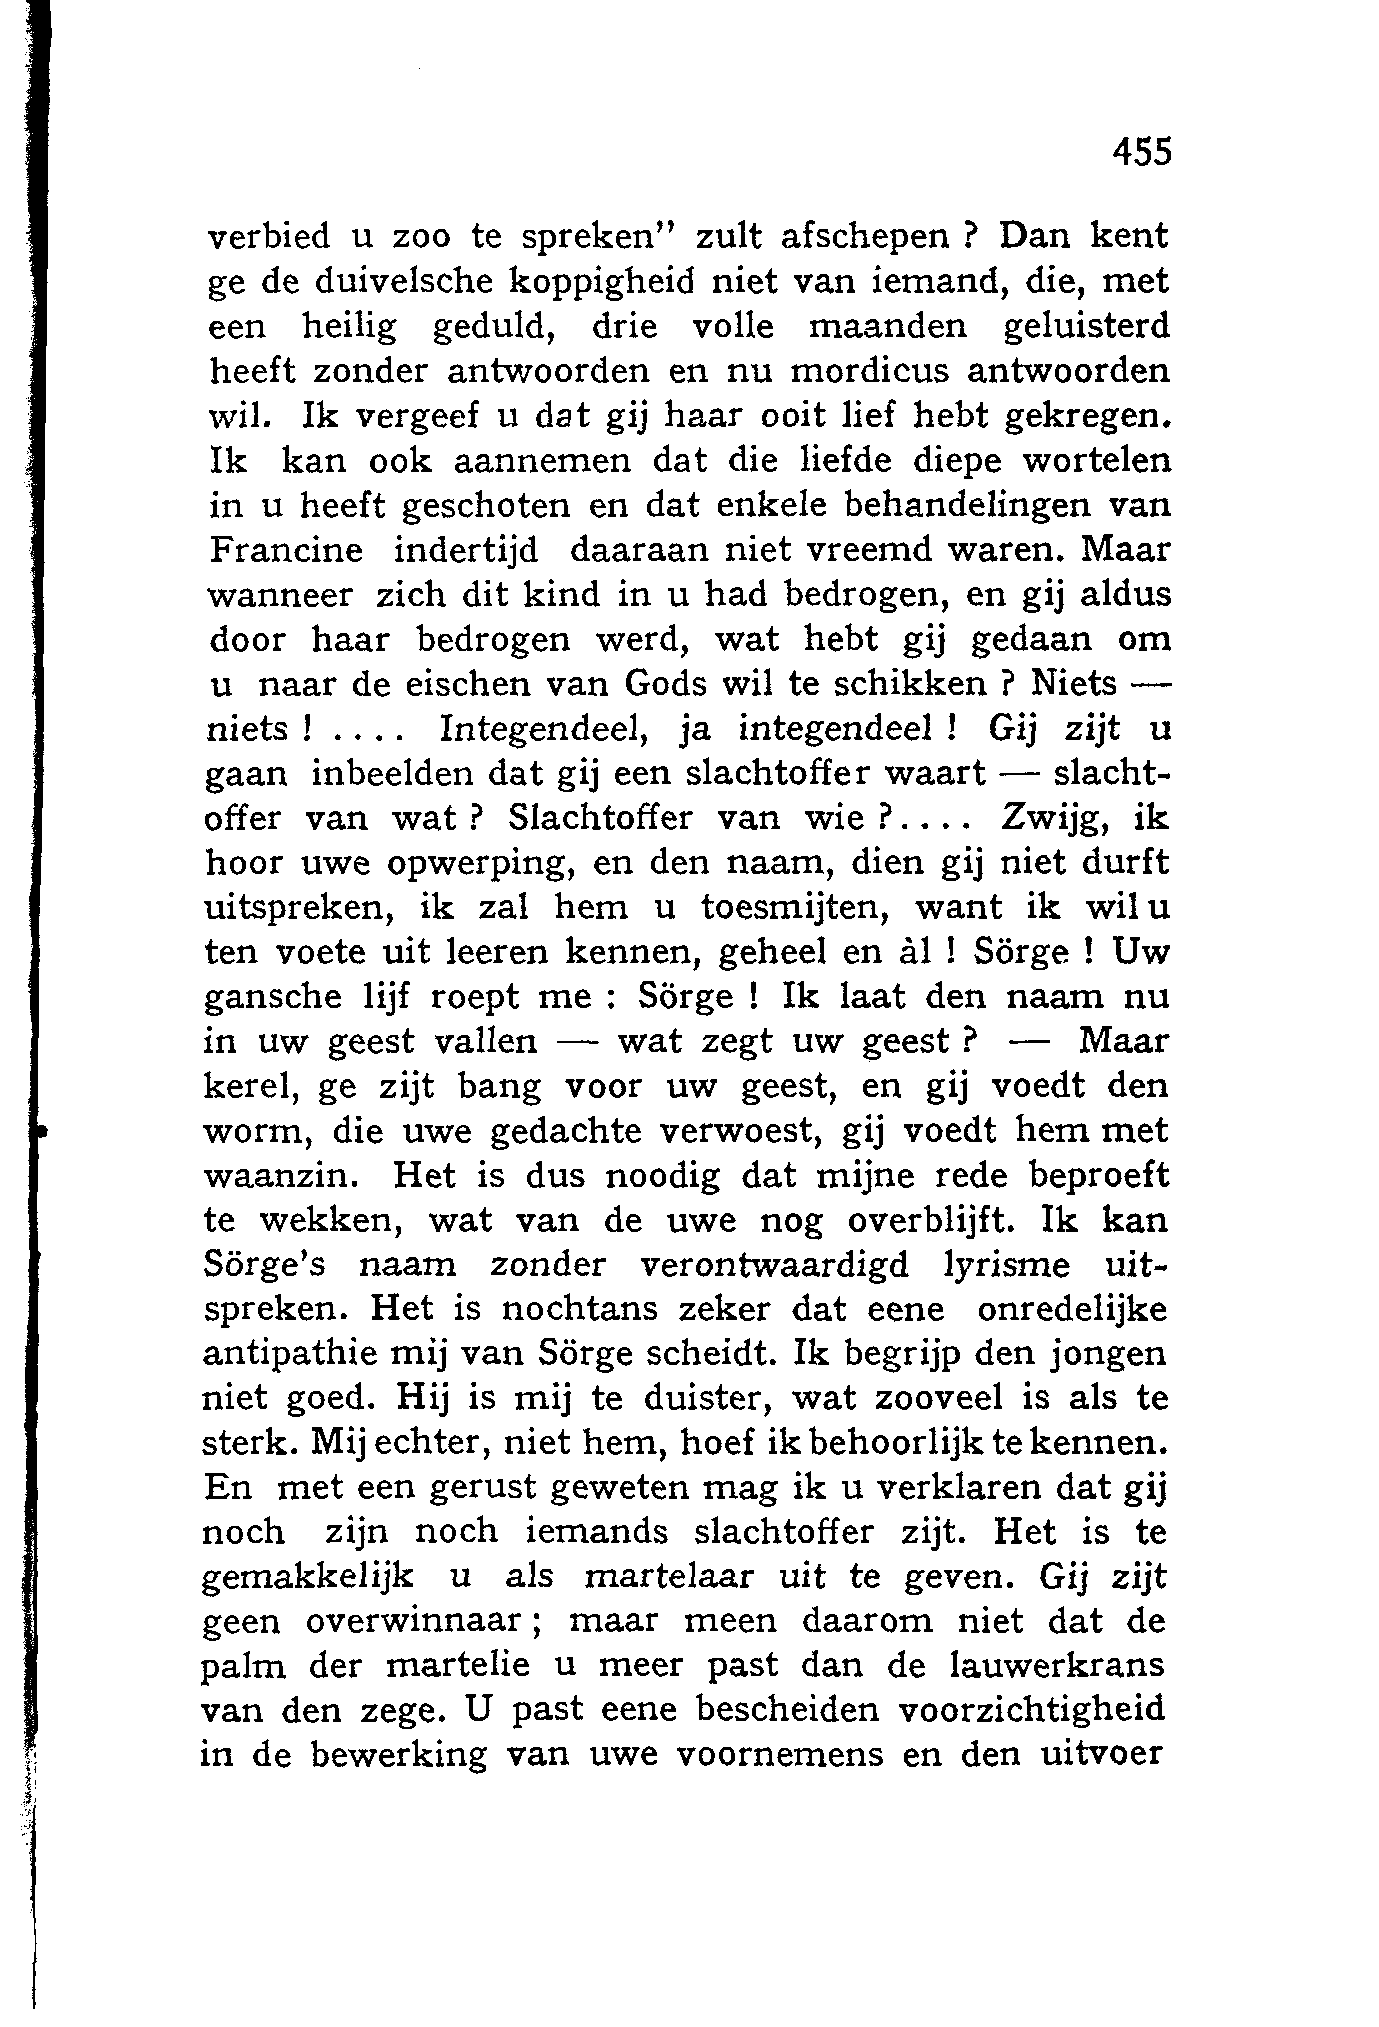 455
verbied u zoo te spreken” zult afschepen ? Dan kent
ge de duivelsche koppigheid niet van iemand, die, met
een heilig geduld, drie volle maanden geluisterd
heeft zonder antwoorden en nu mordicus antwoorden
wil. Ik vergeef u dat gij haar ooit lief hebt gekregen.
Ik kan ook aannemen dat die liefde diepe wortelen
in u heeft geschoten en dat enkele behandelingen van
Francine indertijd daaraan niet vreemd waren. Maar
wanneer zich dit kind in u had bedrogen, en gij aldus
door haar bedrogen werd, wat hebt gij gedaan om
u naar de eischen van Gods wil te schikken ? Niets —
niets ! .... Integendeel, ja integendeel ! Gij zijt u
gaan inbeelden dat gij een slachtoffer waart — slacht-
offer van wat ? Slachtoffer van wie ?.... Zwijg, ik
hoor uwe opwerping, en den naam, dien gij niet durft
uitspreken, ik zal hem u toesmijten, want ik wil u
ten voete uit leeren kennen, geheel en àl ! Sörge ! Uw
gansche lijf roept me : Sörge ! Ik laat den naam nu
in uw geest vallen — wat zegt uw geest ? — Maar
kerel, ge zijt bang voor uw geest, en gij voedt den
worm, die uwe gedachte verwoest, gij voedt hem met
waanzin. Het is dus noodig dat mijne rede beproeft
te wekken, wat van de uwe nog overblijft. Ik kan
Sörge's naam zonder verontwaardigd lyrisme uit-
spreken. Het is nochtans zeker dat eene onredelijke
antipathie mij van Sörge scheidt. Ik begrijp den jongen
niet goed. Hij is mij te duister, wat zooveel is als te
sterk. Mij echter, niet hem, hoef ik behoorlijk te kennen.
En met een gerust geweten mag ik u verklaren dat gij
noch zijn noch iemands slachtoffer zijt. Het is te
gemakkelijk u als martelaar uit te geven. Gij zijt
geen overwinnaar ; maar meen daarom niet dat de
palm der martelie u meer past dan de lauwerkrans
van den zege. U past eene bescheiden voorzichtigheid
in de bewerking van uwe voornemens en den uitvoer